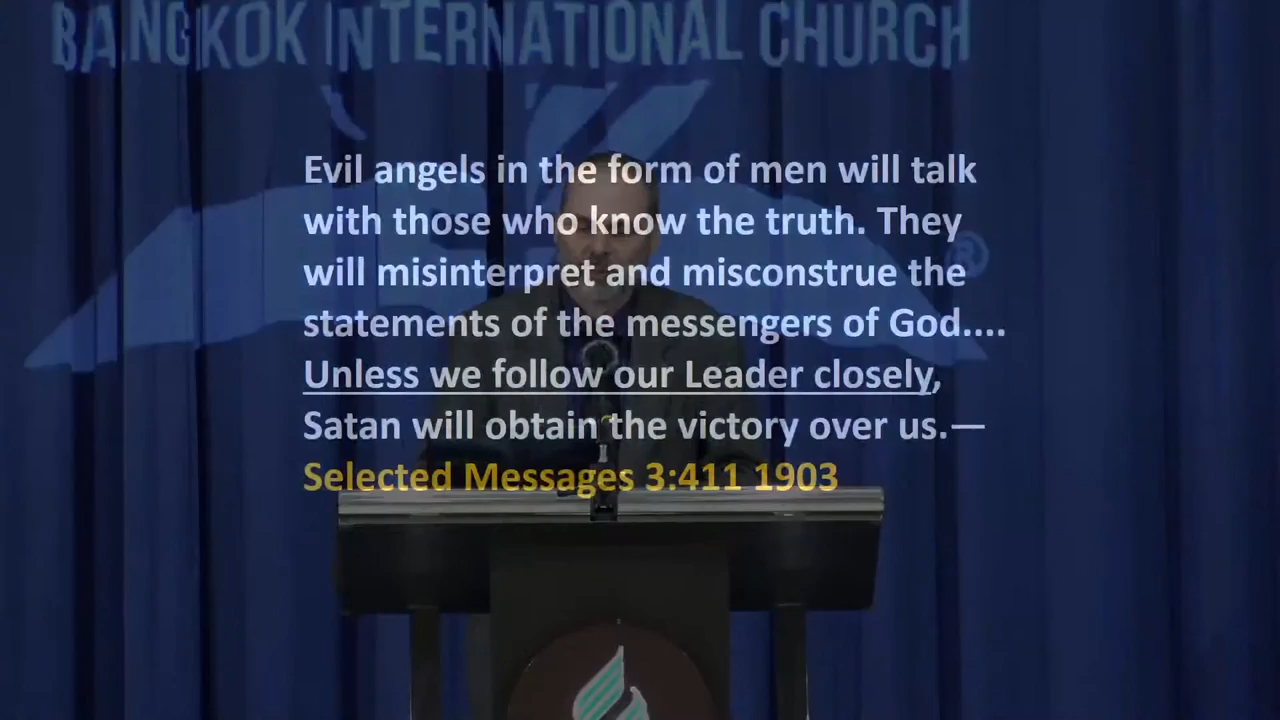 BANGKOK INTERNATIONAL CHURCH
®
Evil angels in the form of men will talk
with those who know the truth. They
will misinterpret and misconstrue the
statements of the messengers of God....
Unless we follow our Leader closely,
Satan will obtain the victory over us.—
Selected Messages 3:411 1903